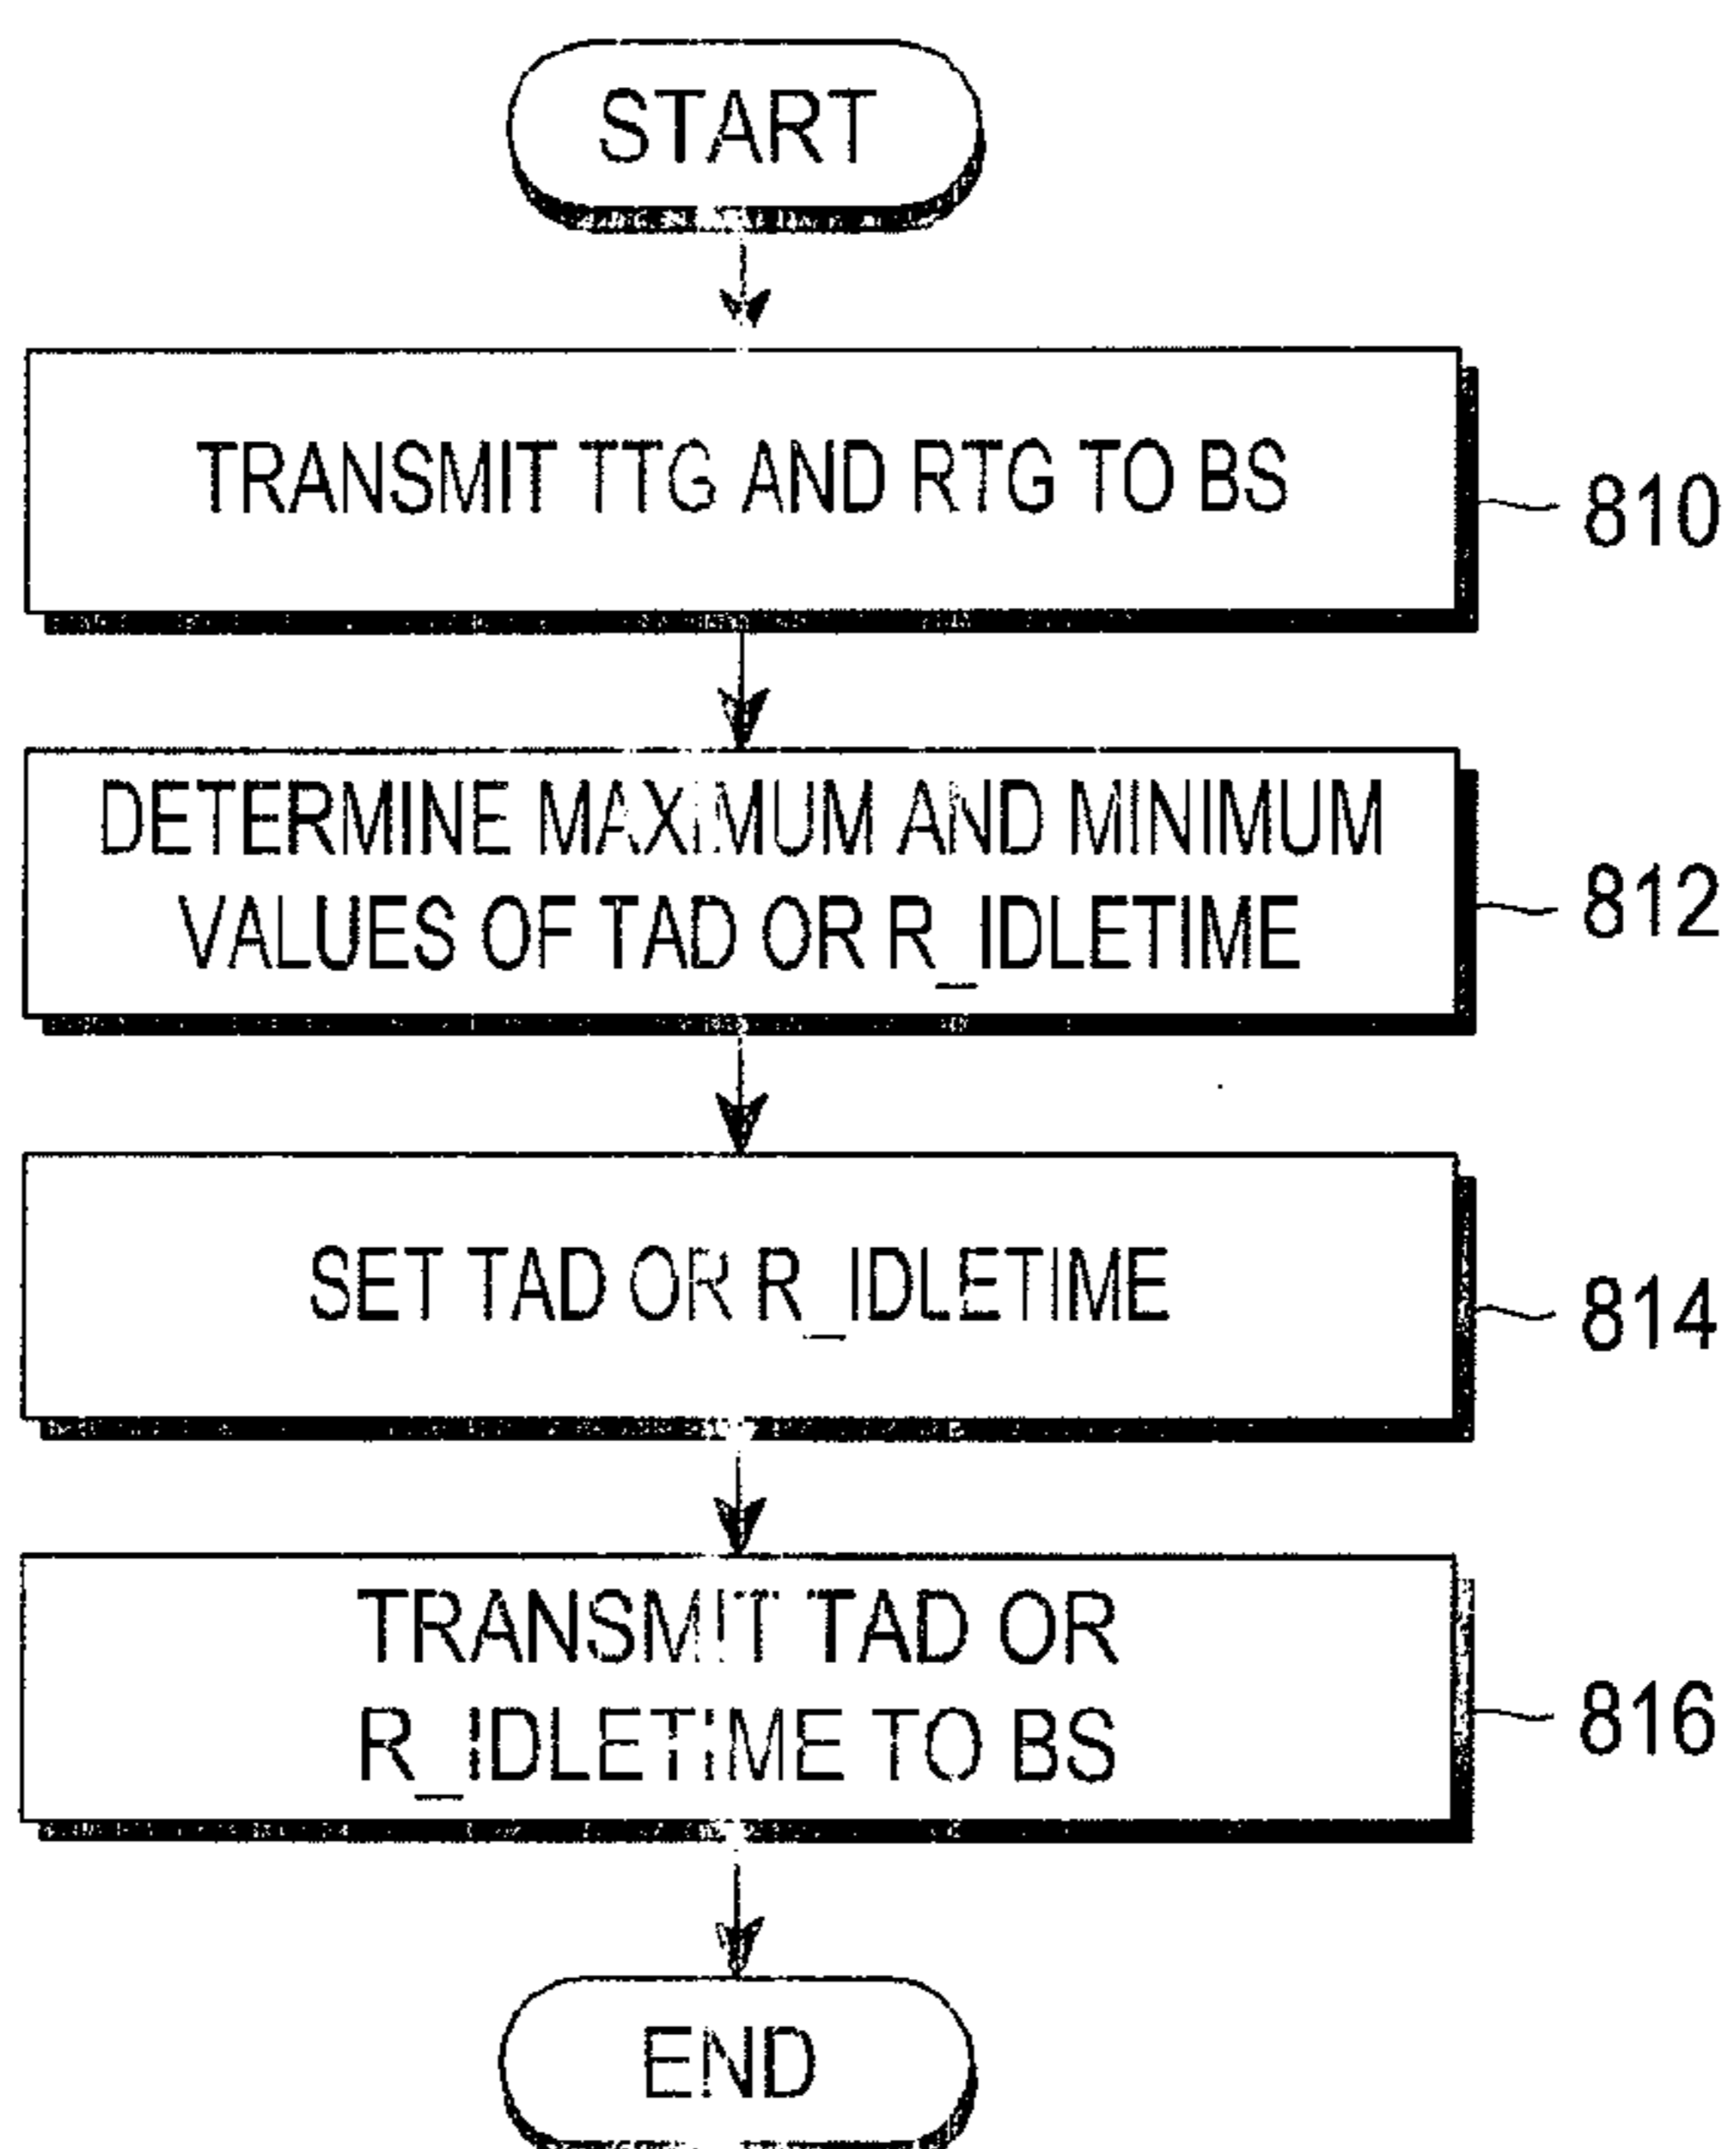 START
TRANSMIT TTG AND RTG TO BS
810
DETERMINE MAXIMUM AND MINIMUM
VALUES OF TAD OR R_IDLETIME
812
SET TAD OR R_IDLETIME
814
TRANSMIT TAD OR
R_IDLETIME TO BS
816
END